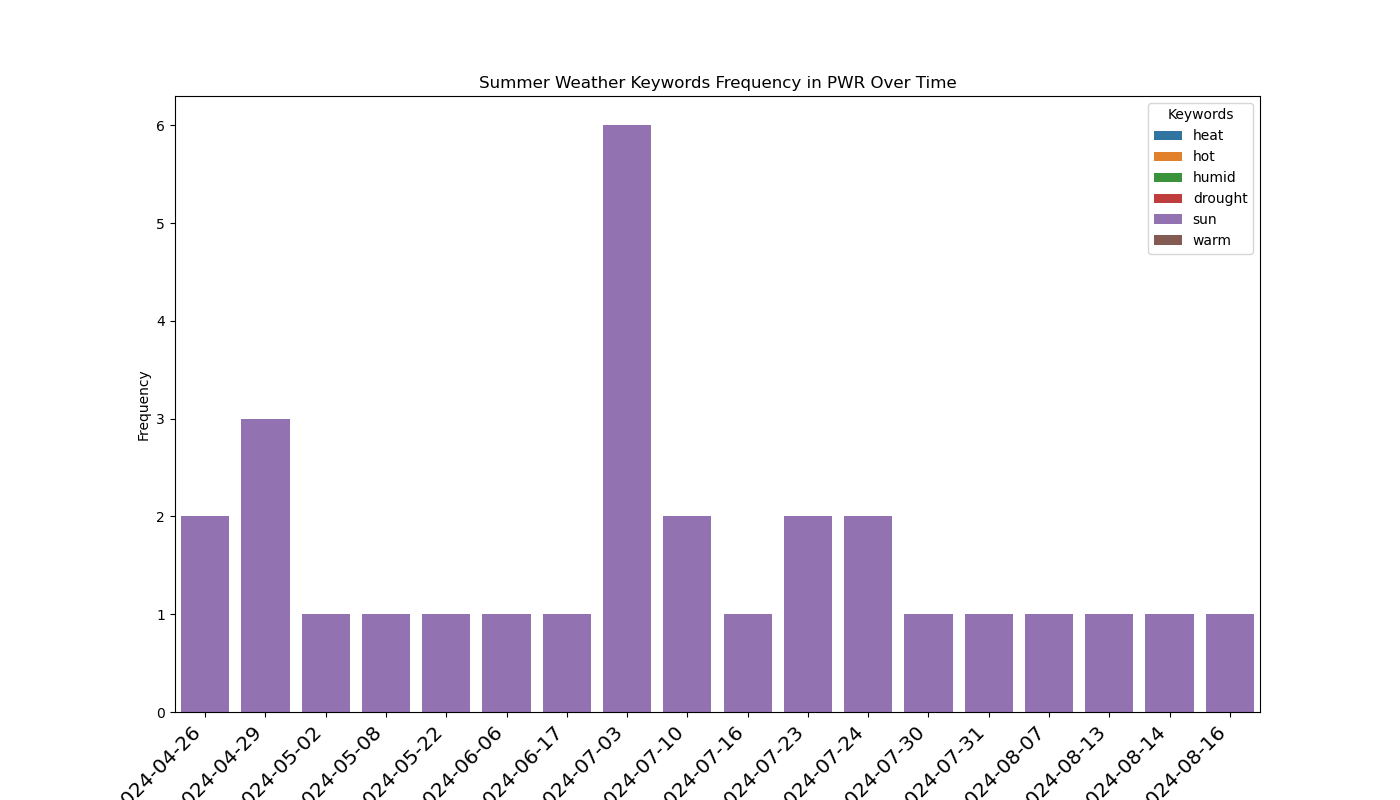 Summer Weather Keywords Frequency in PWR Over Time
Keywords
heat
hot
humid
drought
sun
warm
Frequency
6
5
4
3
2
1
0
024-04-26
024-04-29
024-05-02
024-05-08
024-05-22
024-06-06
024-06-17
024-07-03
024-07-10
024-07-16
024-07-23
024-07-24
024-07-30
024-07-31
024-08-07
024-08-13
024-08-14
024-08-16